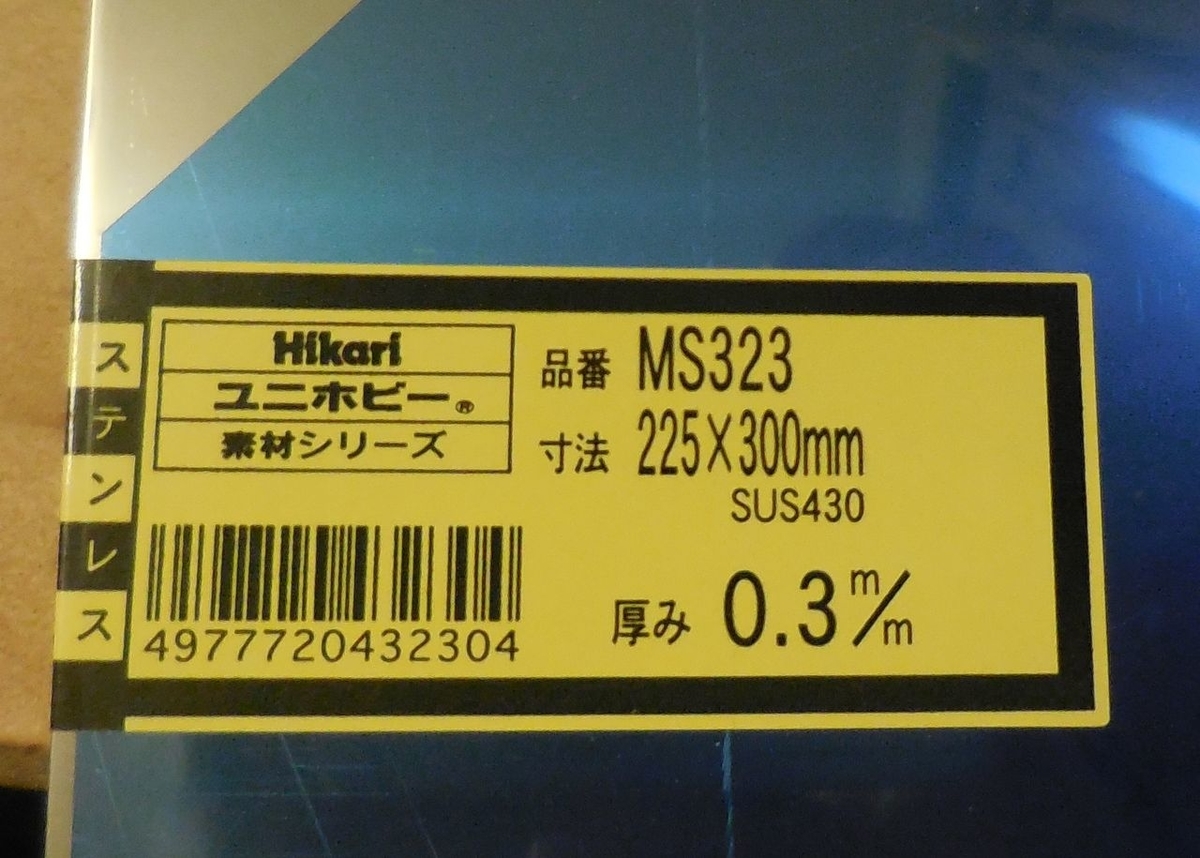 ステンレス
Hikari
ユニホビー®
素材シリーズ
品番 MS323
寸法 225X300mm
SUS430
厚み 0.3 m/m
4977720432304